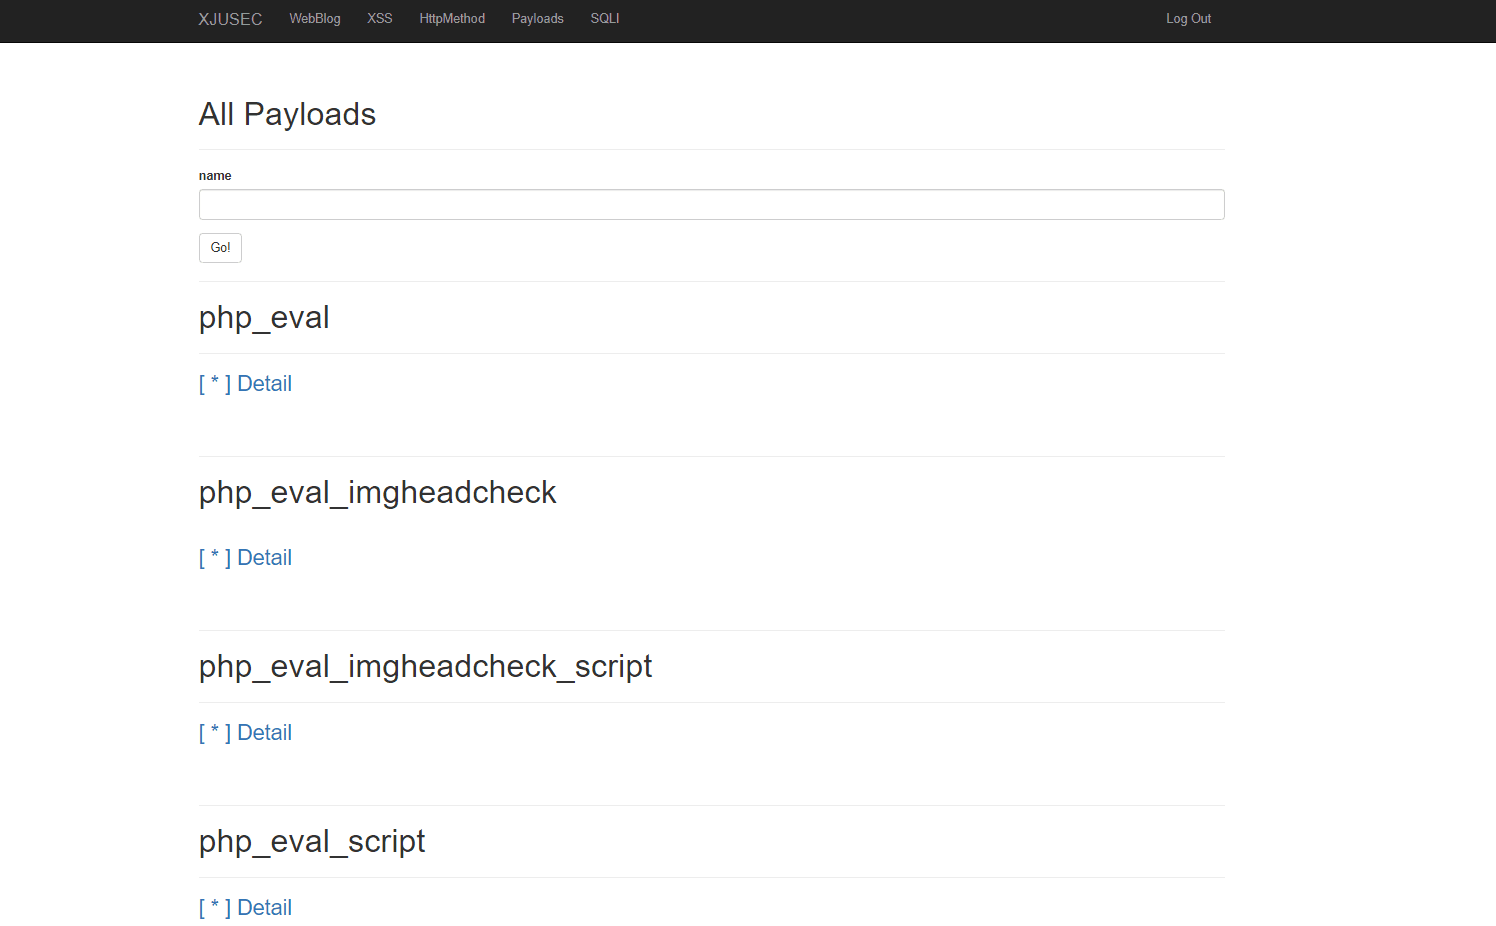 XJUSEC WebBlog XSS HttpMethod Payloads SQLI Log Out
All Payloads
name
Go!
php_eval
[ * ] Detail
php_eval_imgheadcheck
[ * ] Detail
php_eval_imgheadcheck_script
[ * ] Detail
php_eval_script
[ * ] Detail